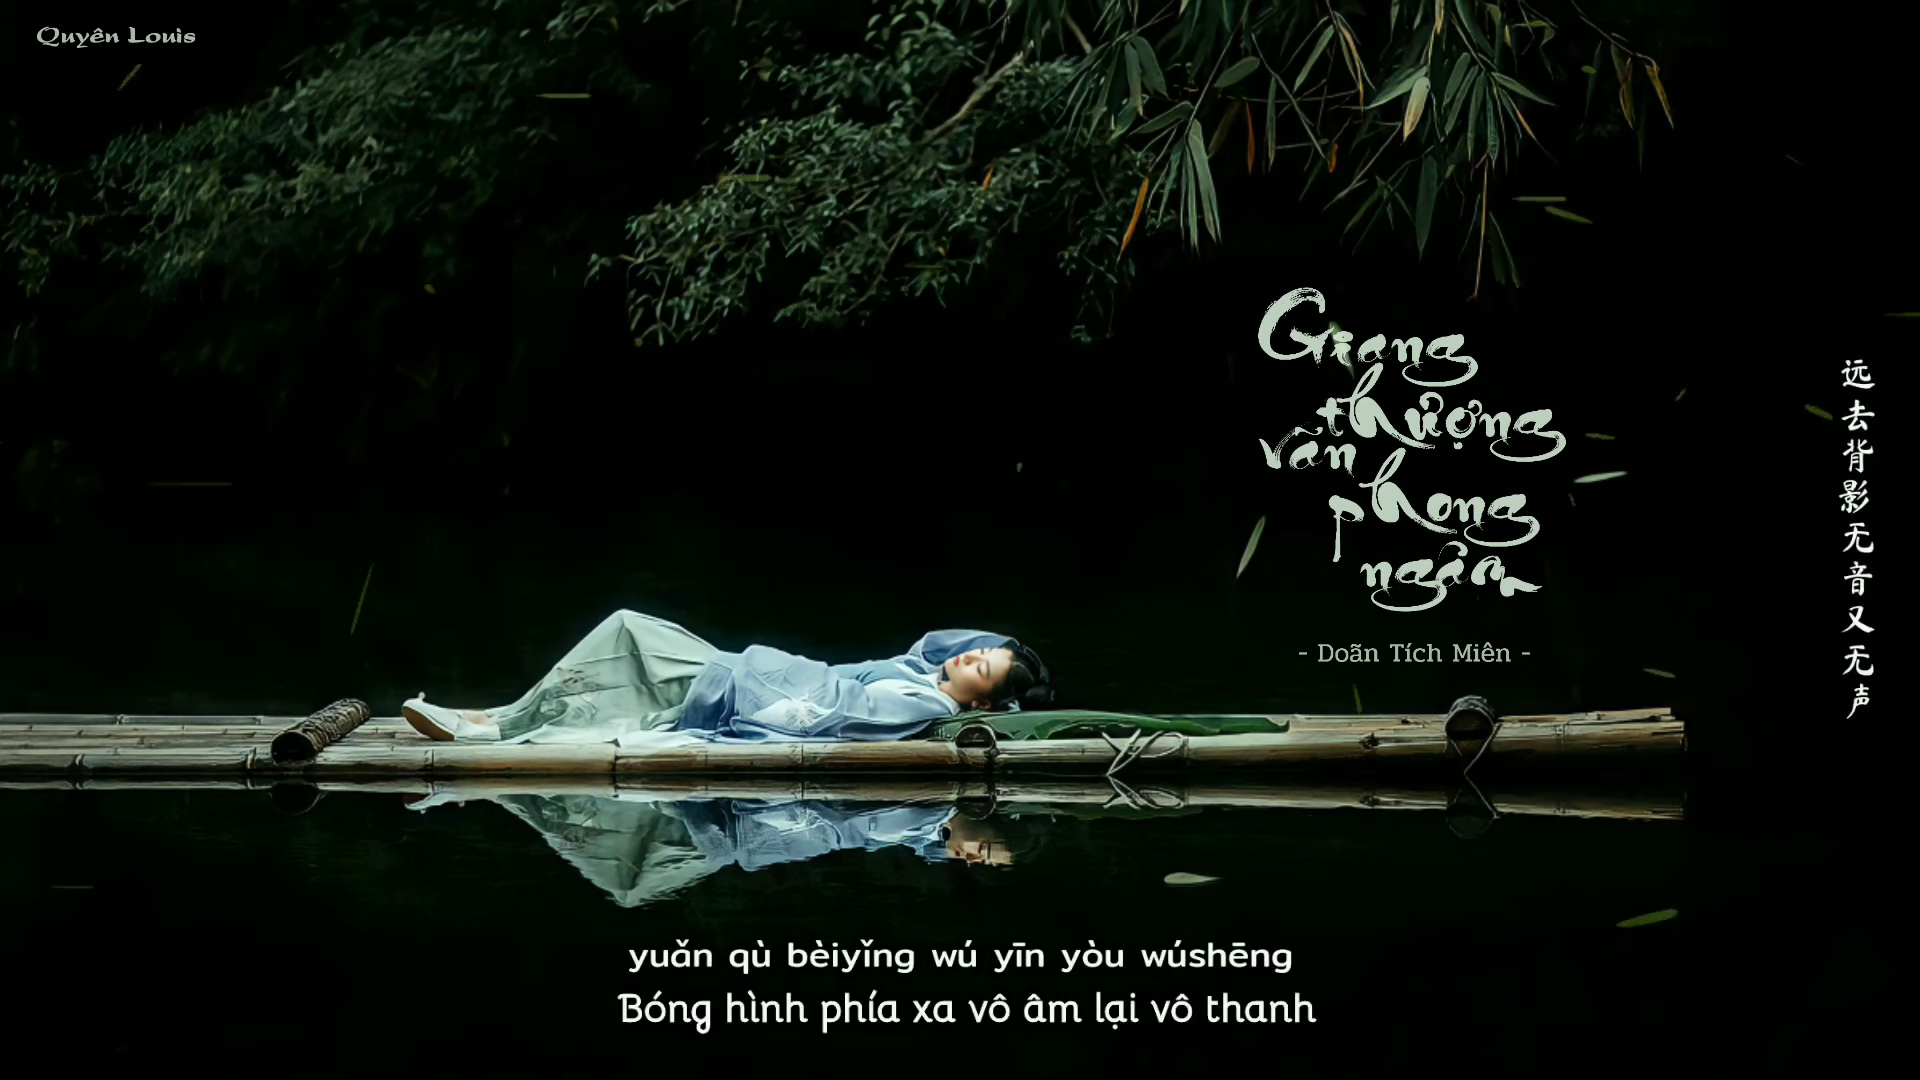 Quyên Louis
Giang
thượng
vãn
phong
ngâm
- Doãn Tích Miên -
远去背影无音又无声
yuǎn qù bèiyǐng wú yīn yòu wúshēng
Bóng hình phía xa vô âm lại vô thanh